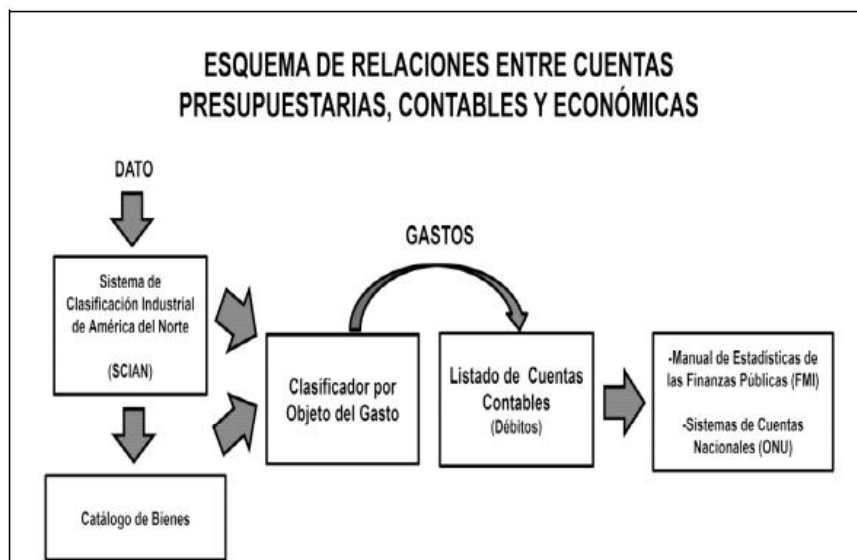 ESQUEMA DE RELACIONES ENTRE CUENTAS
PRESUPUESTARIAS, CONTABLES Y ECONÓMICAS
DATO
GASTOS
Sistema de
Clasificación Industrial
de América del Norte
(SCIAN)
Clasificador por
Objeto del Gasto
Listado de Cuentas
Contables
(Débitos)
-Manual de Estadísticas de
las Finanzas Públicas (FMI)
-Sistemas de Cuentas
Nacionales (ONU)
Catálogo de Bienes